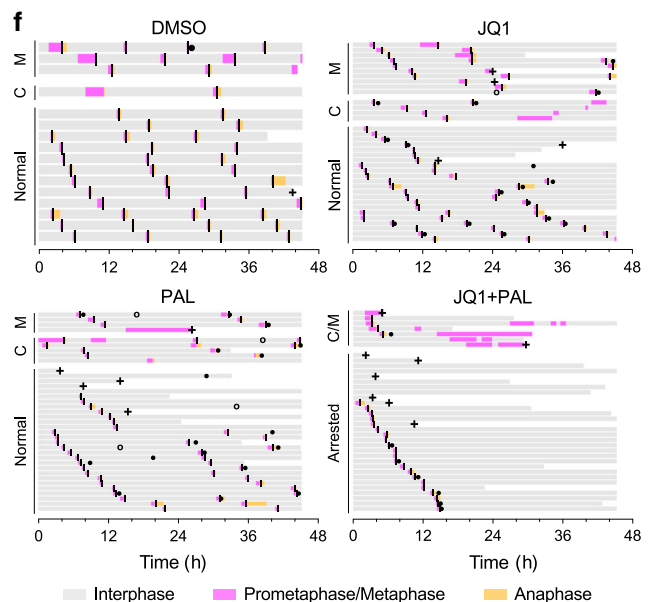 f
DMSO
JQ1
M
C
Normal
0 12 24 36 48
M
C
Normal
0 12 24 36 48
PAL
JQ1+PAL
M
C
Normal
0 12 24 36 48
Time (h)
C/M
Arrested
0 12 24 36 48
Time (h)
Interphase Prometaphase/Metaphase Anaphase